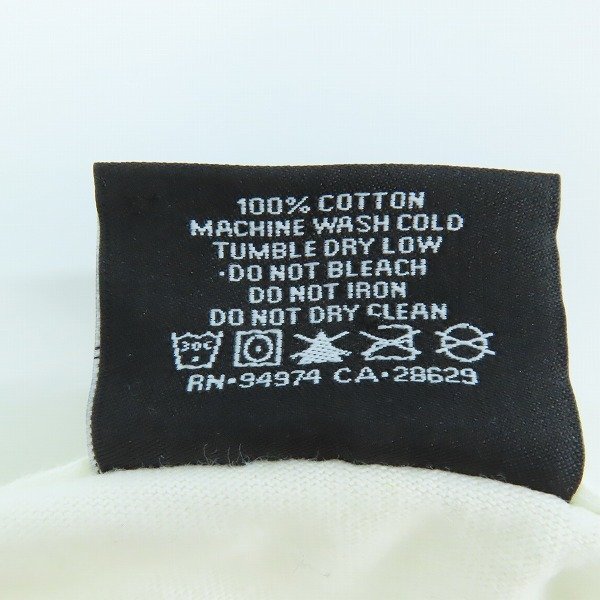 100% COTTON
MACHINE WASH COLD
TUMBLE DRY LOW
·DO NOT BLEACH
DO NOT IRON
DO NOT DRY CLEAN
30C
RN·94974 CA·28629